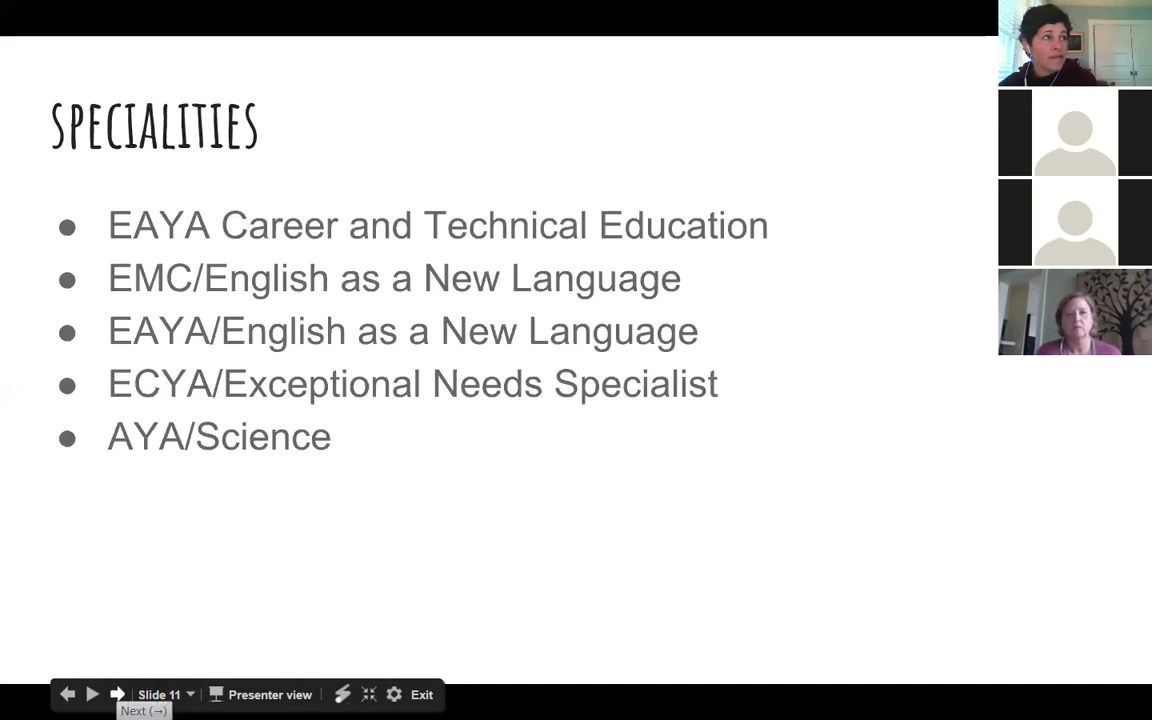 SPECIALITIES
● EAYA Career and Technical Education
● EMC/English as a New Language
● EAYA/English as a New Language
● ECYA/Exceptional Needs Specialist
● AYA/Science
Slide 11 Presenter view Exit
Next (→)